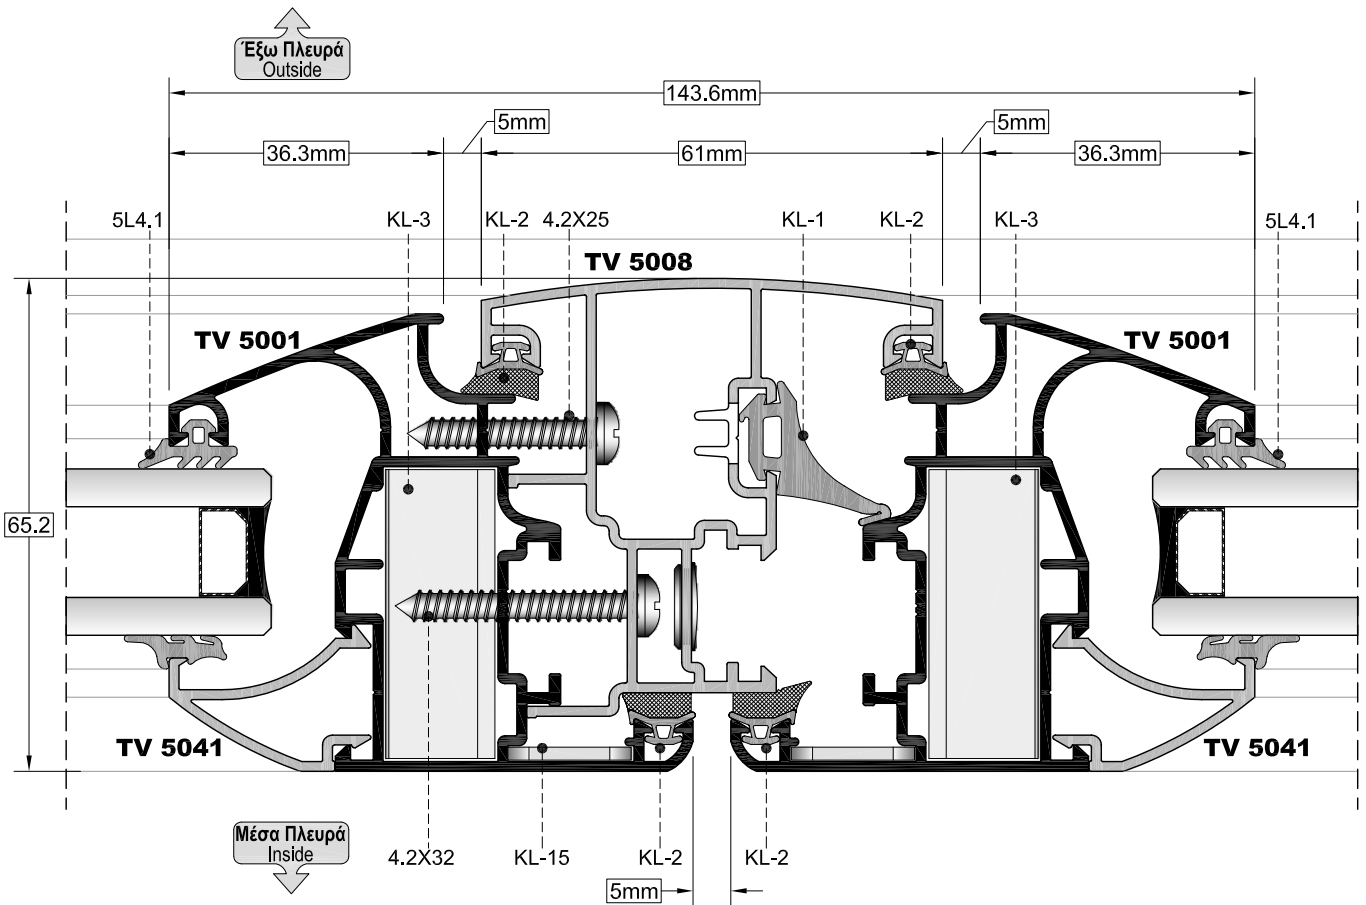 Έξω Πλευρά
Outside
143.6mm
5mm
5mm
36.3mm
61mm
36.3mm
5L4.1
KL-3
KL-2
4.2X25
KL-1
KL-2
KL-3
5L4.1
TV 5008
TV 5001
TV 5001
65.2
TV 5041
TV 5041
Μέσα Πλευρά
Inside
4.2X32
KL-15
KL-2
KL-2
5mm